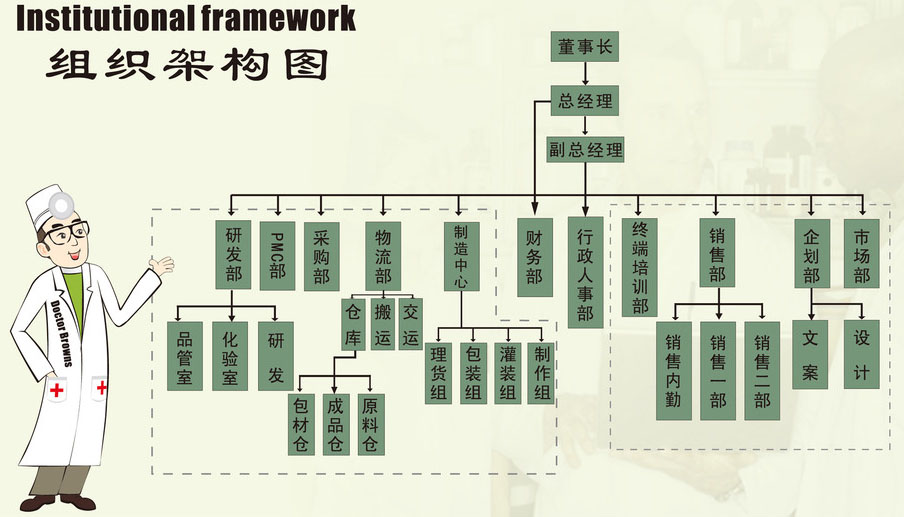 Institutional framework
组织架构图
董事长
总经理
副总经理
研发部
PMC部
采购部
物流部
制造中心
财务部
行政人事部
终端培训部
销售部
企划部
市场部
品管室
化验室
研发
仓库
搬运
交运
理货组
包装组
灌装组
制作组
销售内勤
销售一部
销售二部
文案
设计
包材仓
成品仓
原料仓
Doctor Browns